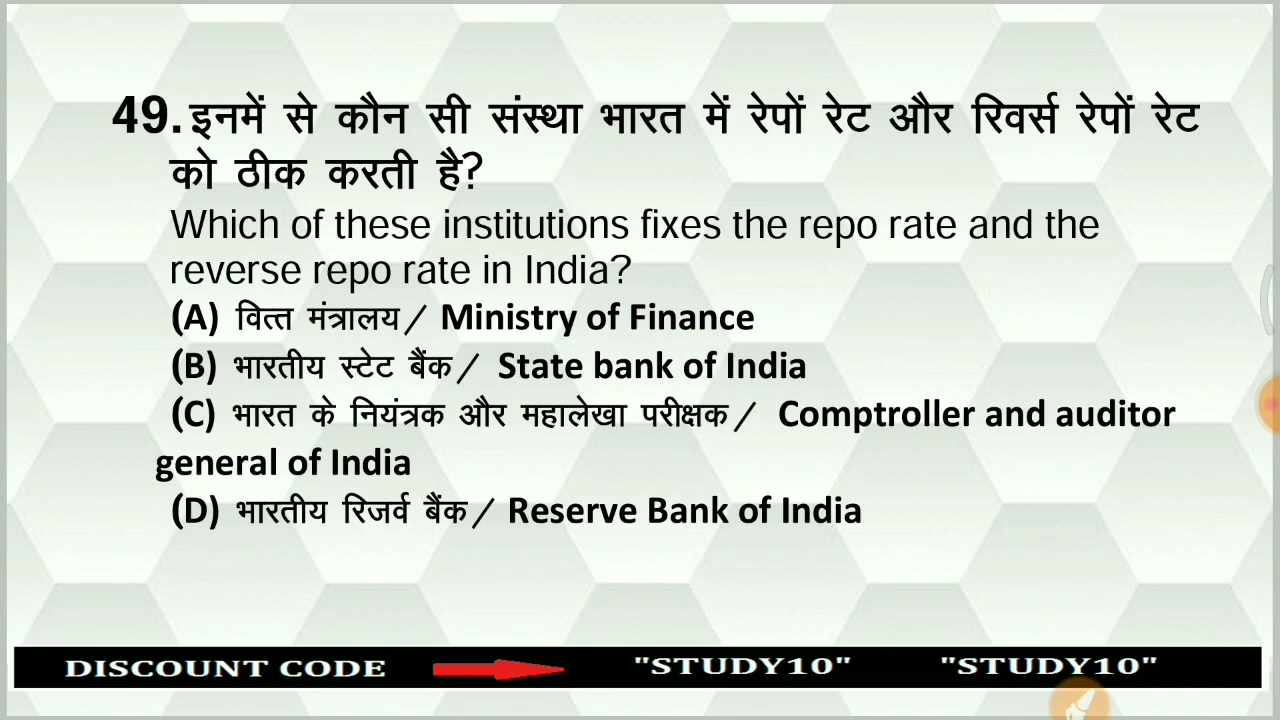 49. इनमें से कौन सी संस्था भारत में रेपों रेट और रिवर्स रेपों रेट
को ठीक करती है?
Which of these institutions fixes the repo rate and the
reverse repo rate in India?
(A) वित्त मंत्रालय/ Ministry of Finance
(B) भारतीय स्टेट बैंक/ State bank of India
(C) भारत के नियंत्रक और महालेखा परीक्षक/ Comptroller and auditor
general of India
(D) भारतीय रिजर्व बैंक/ Reserve Bank of India
DISCOUNT CODE "STUDY10" "STUDY10"